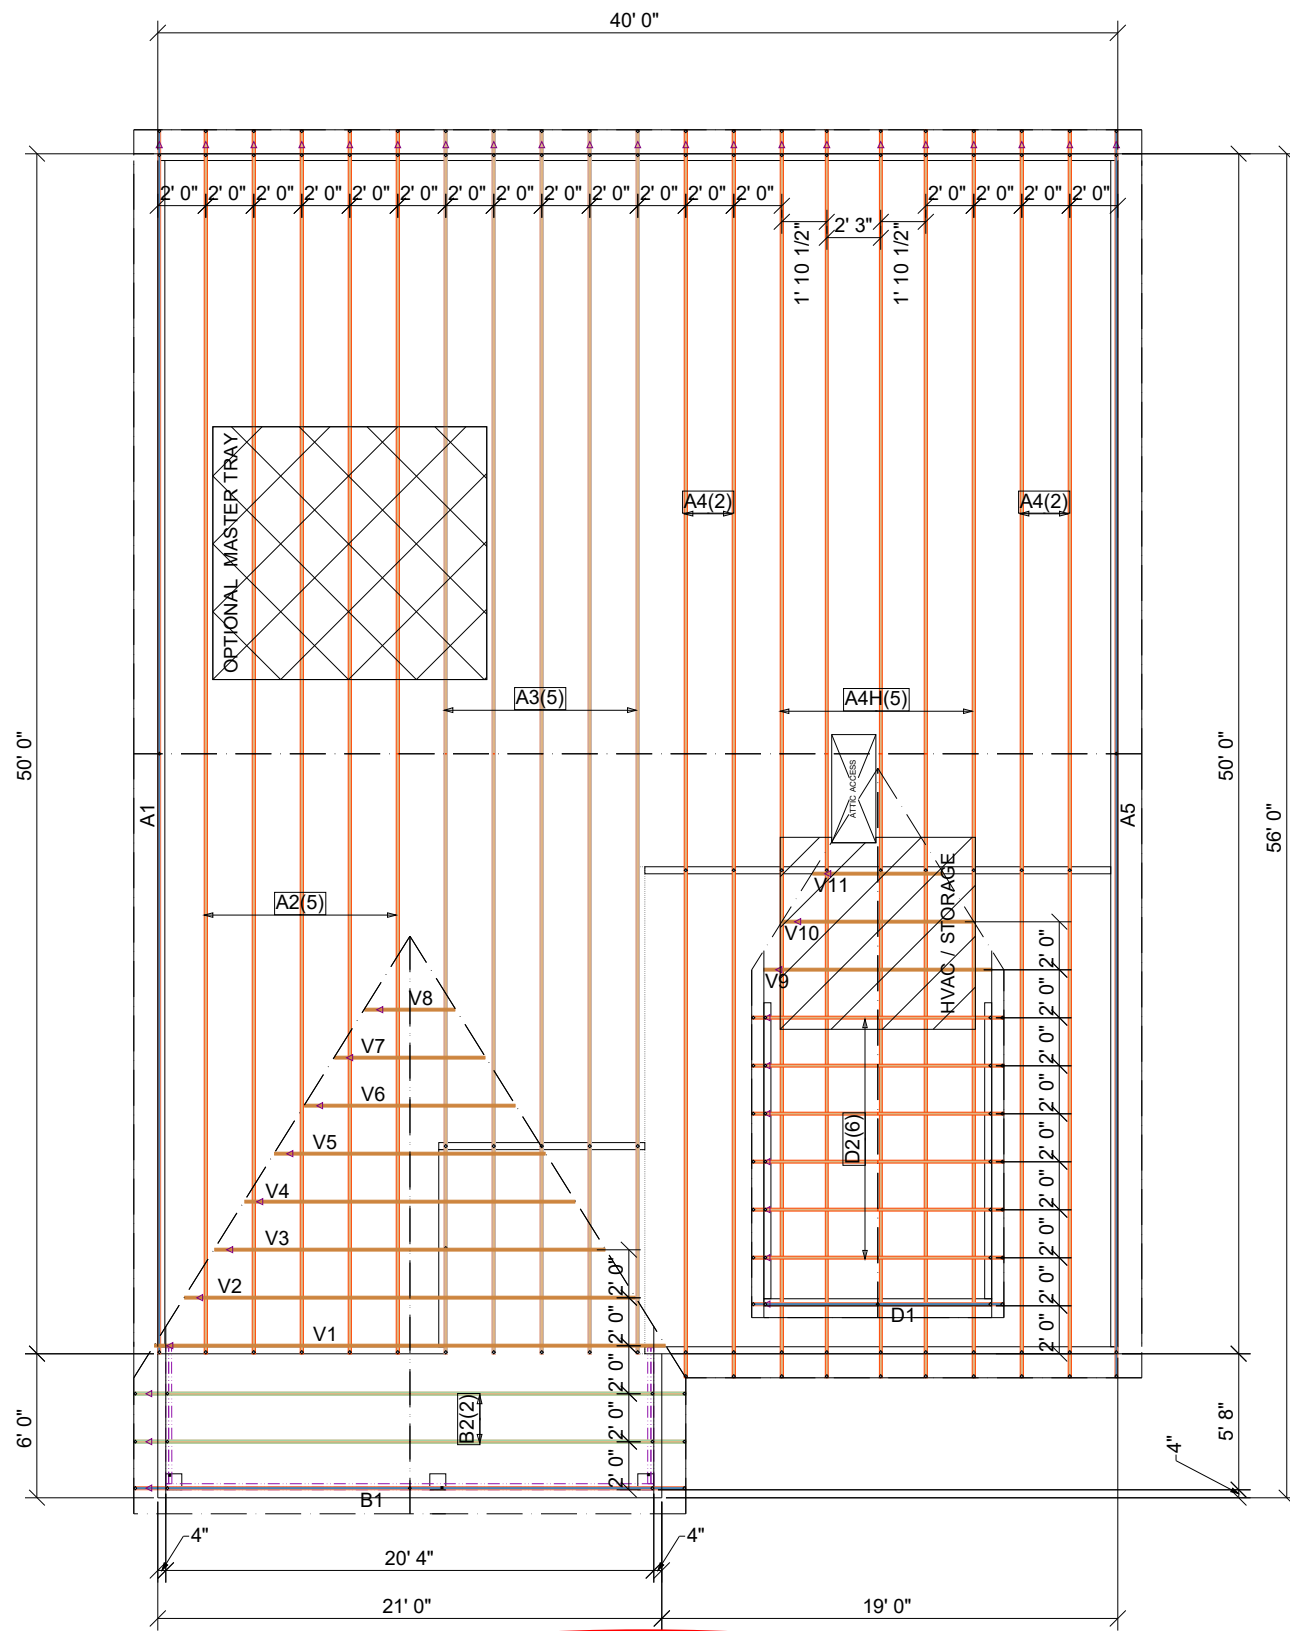 40' 0"
2' 0" 2' 0" 2' 0" 2' 0" 2' 0" 2' 0" 2' 0" 2' 0" 2' 0" 2' 0" 2' 0" 2' 0" 2' 0" 2' 0" 2' 0" 2' 0" 2' 0"
1' 10 1/2"
2' 3"
1' 10 1/2"
OPTIONAL MASTER TRAY
A4(2)
A4(2)
A3(5)
A4H(5)
50' 0"
50' 0"
56' 0"
A1
ATTIC ACCESS
A5
A2(5)
V11
HVAC / STORAGE
V10
V9
2' 0"
2' 0"
2' 0"
2' 0"
2' 0"
2' 0"
2' 0"
2' 0"
2' 0"
V8
V7
V6
V5
V4
V3
V2
V1
D2(6)
D1
2' 0"
2' 0"
2' 0"
2' 0"
2' 0"
B2(2)
B1
6' 0"
5' 8"
4"
4"
20' 4"
4"
21' 0"
19' 0"